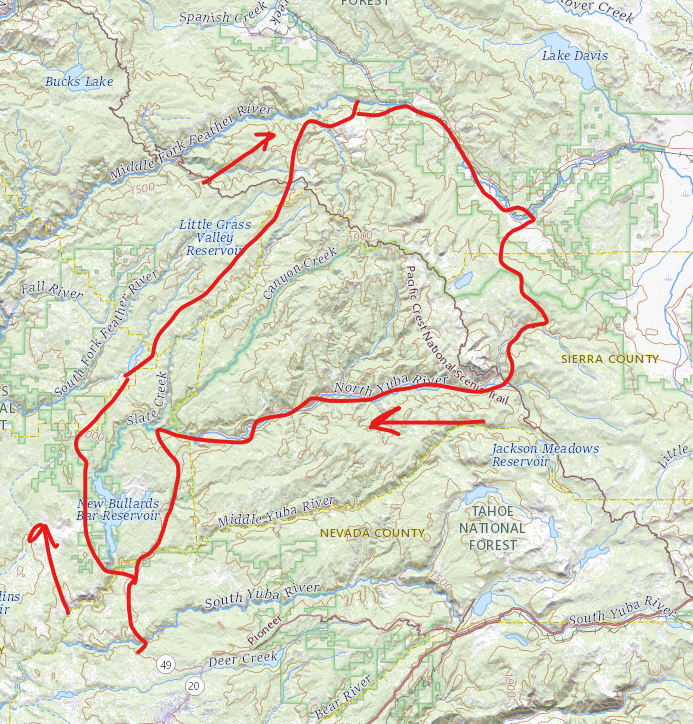 FOREST
Spanish Creek
Lake Davis
Bucks Lake
Middle Fork Feather River
1500
Little Grass
Valley
Reservoir
1900
Canyon Creek
Fall River
South Fork Feather River
Pacific Crest National Scenic Trail
SIERRA COUNTY
North Yuba River
Slate Creek
Little
Jackson Meadows
Reservoir
New Bullards
Bar Reservoir
Middle Yuba River
TAHOE
NATIONAL
FOREST
NEVADA COUNTY
South Yuba River
South Yuba River
Pioneer
49
Deer Creek
20
Bear River
1900